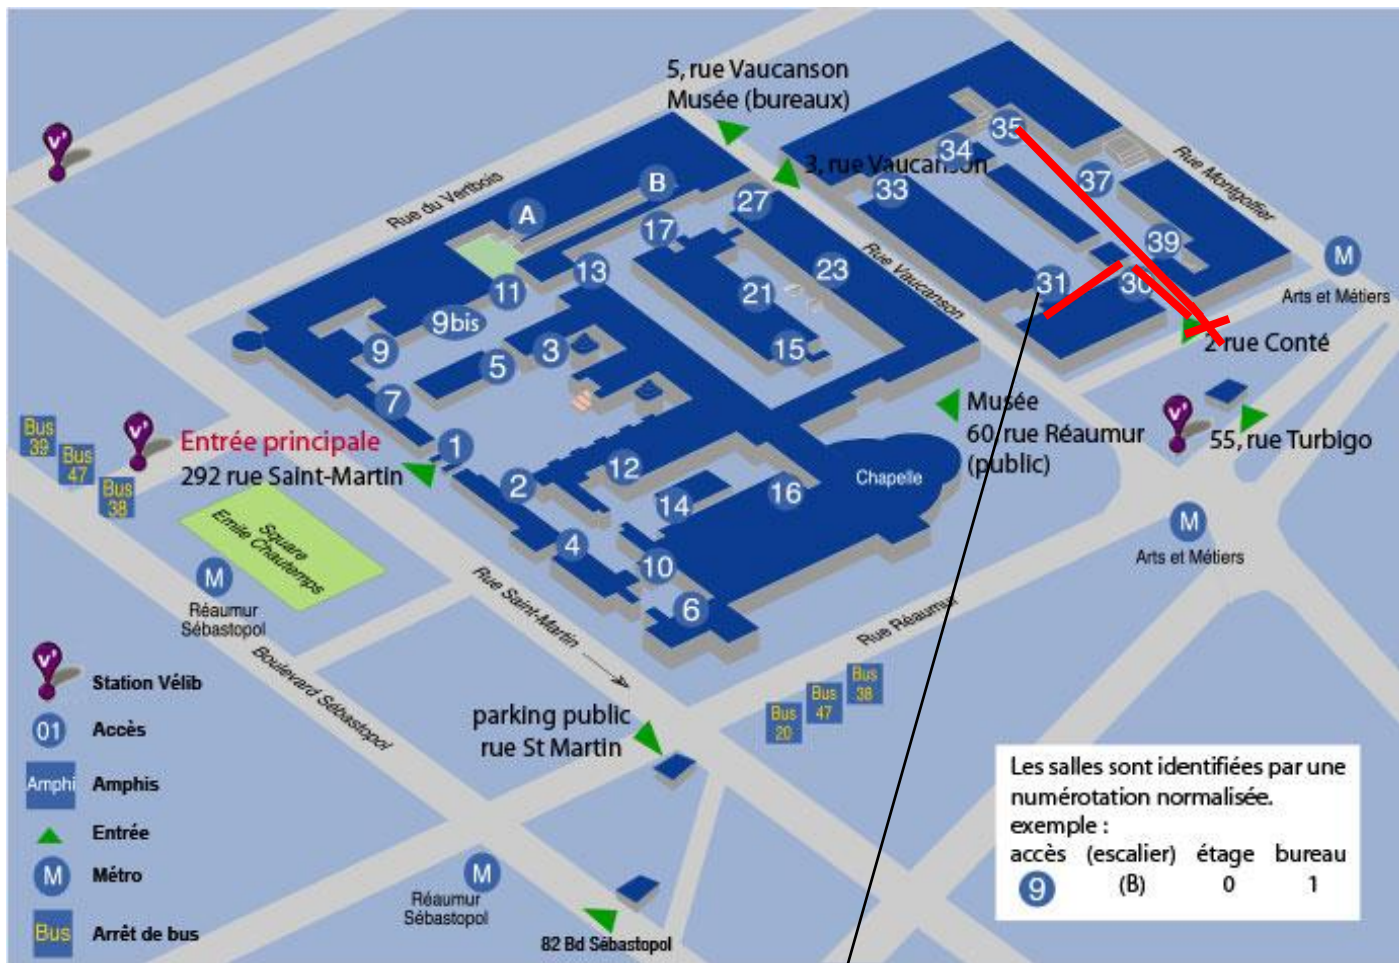 5, rue Vaucanson
Musée (bureaux)
3, rue Vaucanson
Rue du Vertbois
Rue Montgolfier
Rue Vaucanson
35
34
37
33
39
31
30
B
A
27
17
13
23
11
21
9bis
15
9
3
5
7
1
2
12
14
16
4
10
6
Chapelle
M
Arts et Métiers
2 rue Conté
Musée
60, rue Réaumur
(public)
55, rue Turbigo
M
Arts et Métiers
Bus
39
Bus
47
Bus
38
Entrée principale
292 rue Saint-Martin
Square
Emile Chautemps
M
Réaumur
Sébastopol
Rue Saint-Martin
Rue Réaumur
Boulevard Sébastopol
Bus
20
Bus
47
Bus
38
parking public
rue St Martin
M
Réaumur
Sébastopol
82 Bd Sébastopol
Station Vélib
01 Accès
Amphi Amphis
Entrée
M Métro
Bus Arrêt de bus
Les salles sont identifiées par une
numérotation normalisée.
exemple :
accès (escalier) étage bureau
9 (B) 0 1